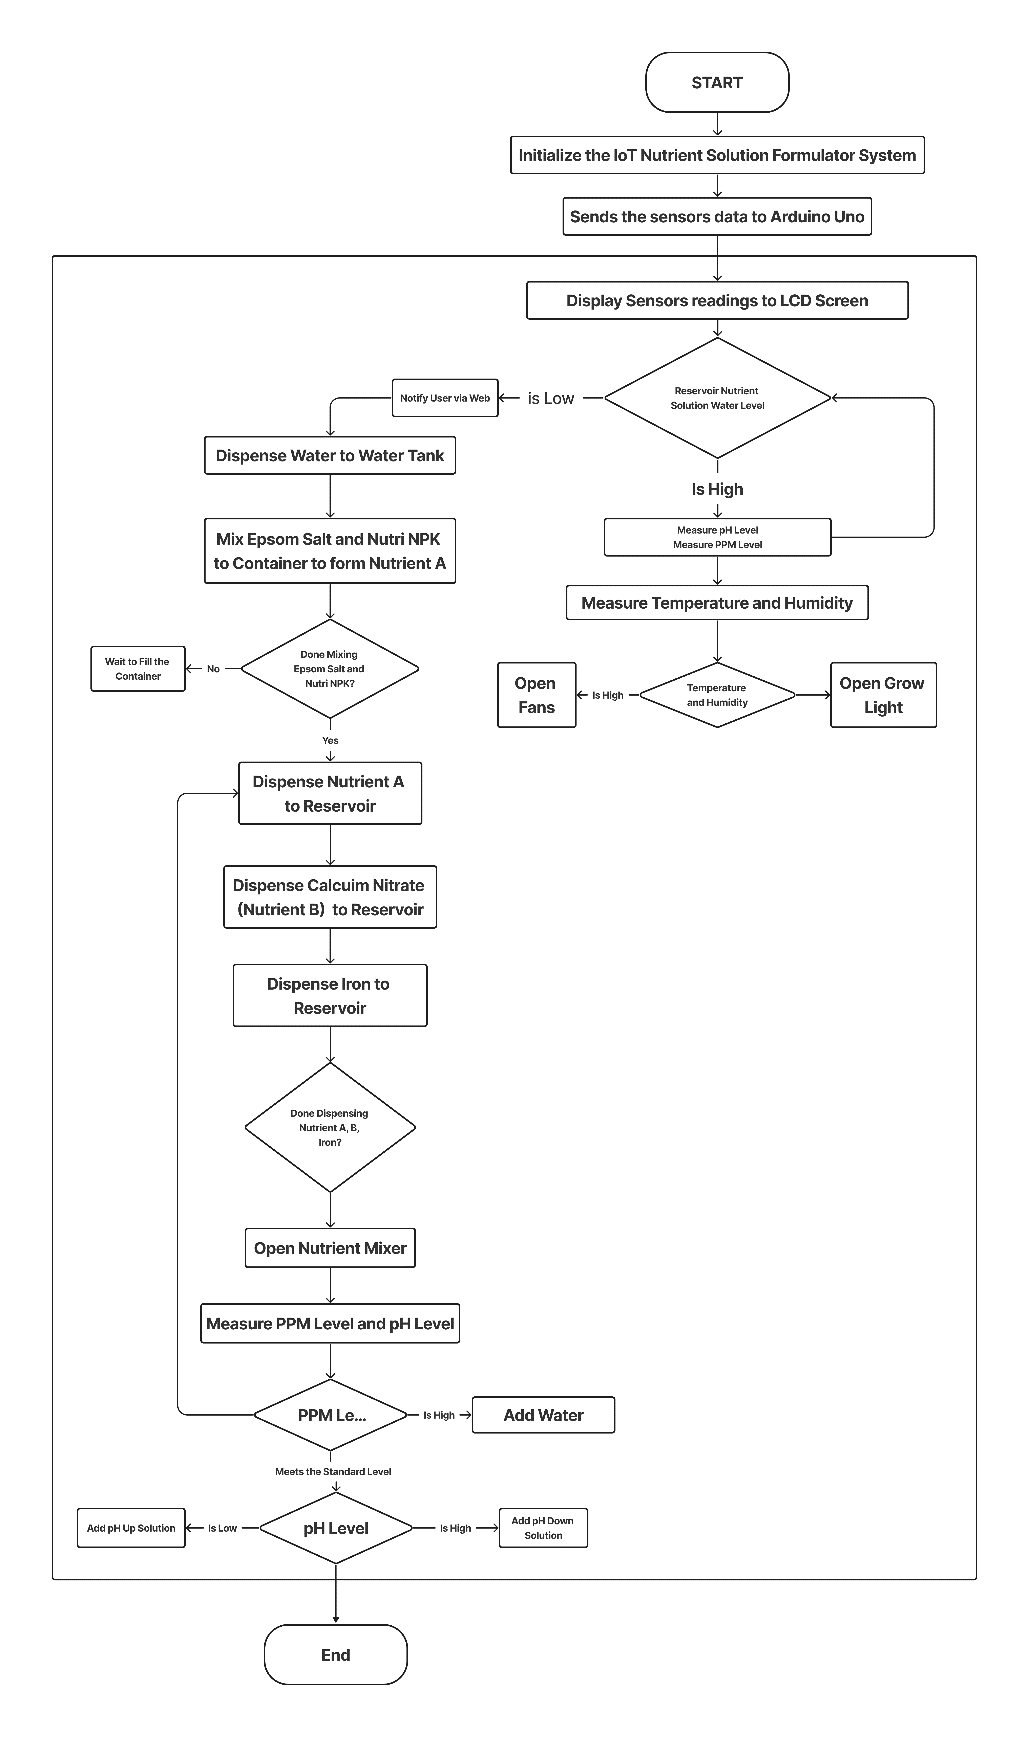 START
Initialize the IoT Nutrient Solution Formulator System
Sends the sensors data to Arduino Uno
Display Sensors readings to LCD Screen
Reservoir Nutrient
Solution Water Level
is Low
Notify User via Web
Dispense Water to Water Tank
Is High
Measure pH Level
Measure PPM Level
Mix Epsom Salt and Nutri NPK
to Container to form Nutrient A
Measure Temperature and Humidity
Done Mixing
Epsom Salt and
Nutri NPK?
No
Wait to Fill the
Container
Temperature
and Humidity
Is High
Open
Fans
Open Grow
Light
Yes
Dispense Nutrient A
to Reservoir
Dispense Calcuim Nitrate
(Nutrient B) to Reservoir
Dispense Iron to
Reservoir
Done Dispensing
Nutrient A, B,
Iron?
Open Nutrient Mixer
Measure PPM Level and pH Level
PPM Le...
Is High
Add Water
Meets the Standard Level
pH Level
Is Low
Add pH Up Solution
Is High
Add pH Down
Solution
End